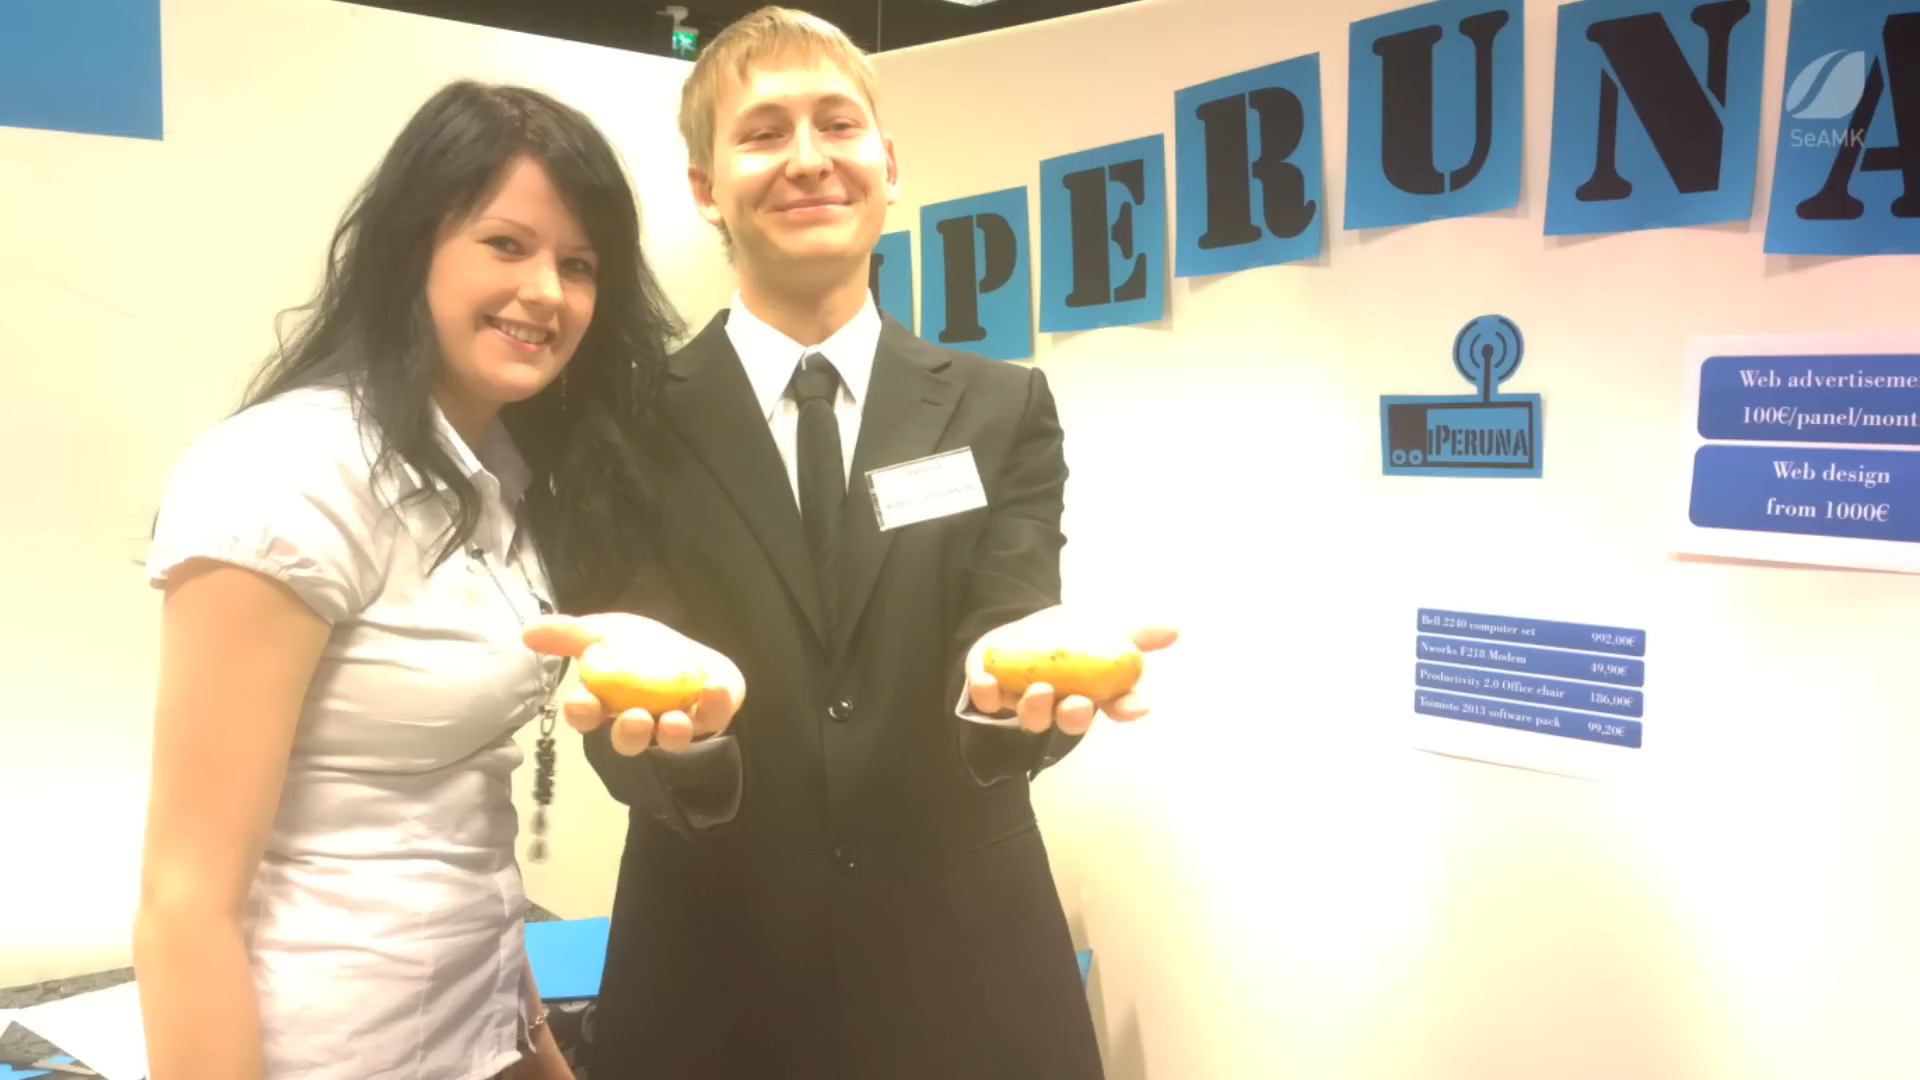 IPERUNA
SeAMK
iPERUNA
Web advertiseme
100€/panel/mont
Web design
from 1000€
Bell 2240 computer set 992,00€
Nworks F218 Modem 49,90€
Productivity 2.0 Office chair 186,00€
Toimisto 2013 software pack 99,20€